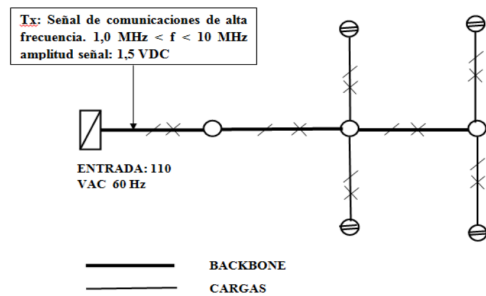 Tx: Señal de comunicaciones de alta
frecuencia. 1,0 MHz < f < 10 MHz
amplitud señal: 1,5 VDC
ENTRADA: 110
VAC 60 Hz
BACKBONE
CARGAS